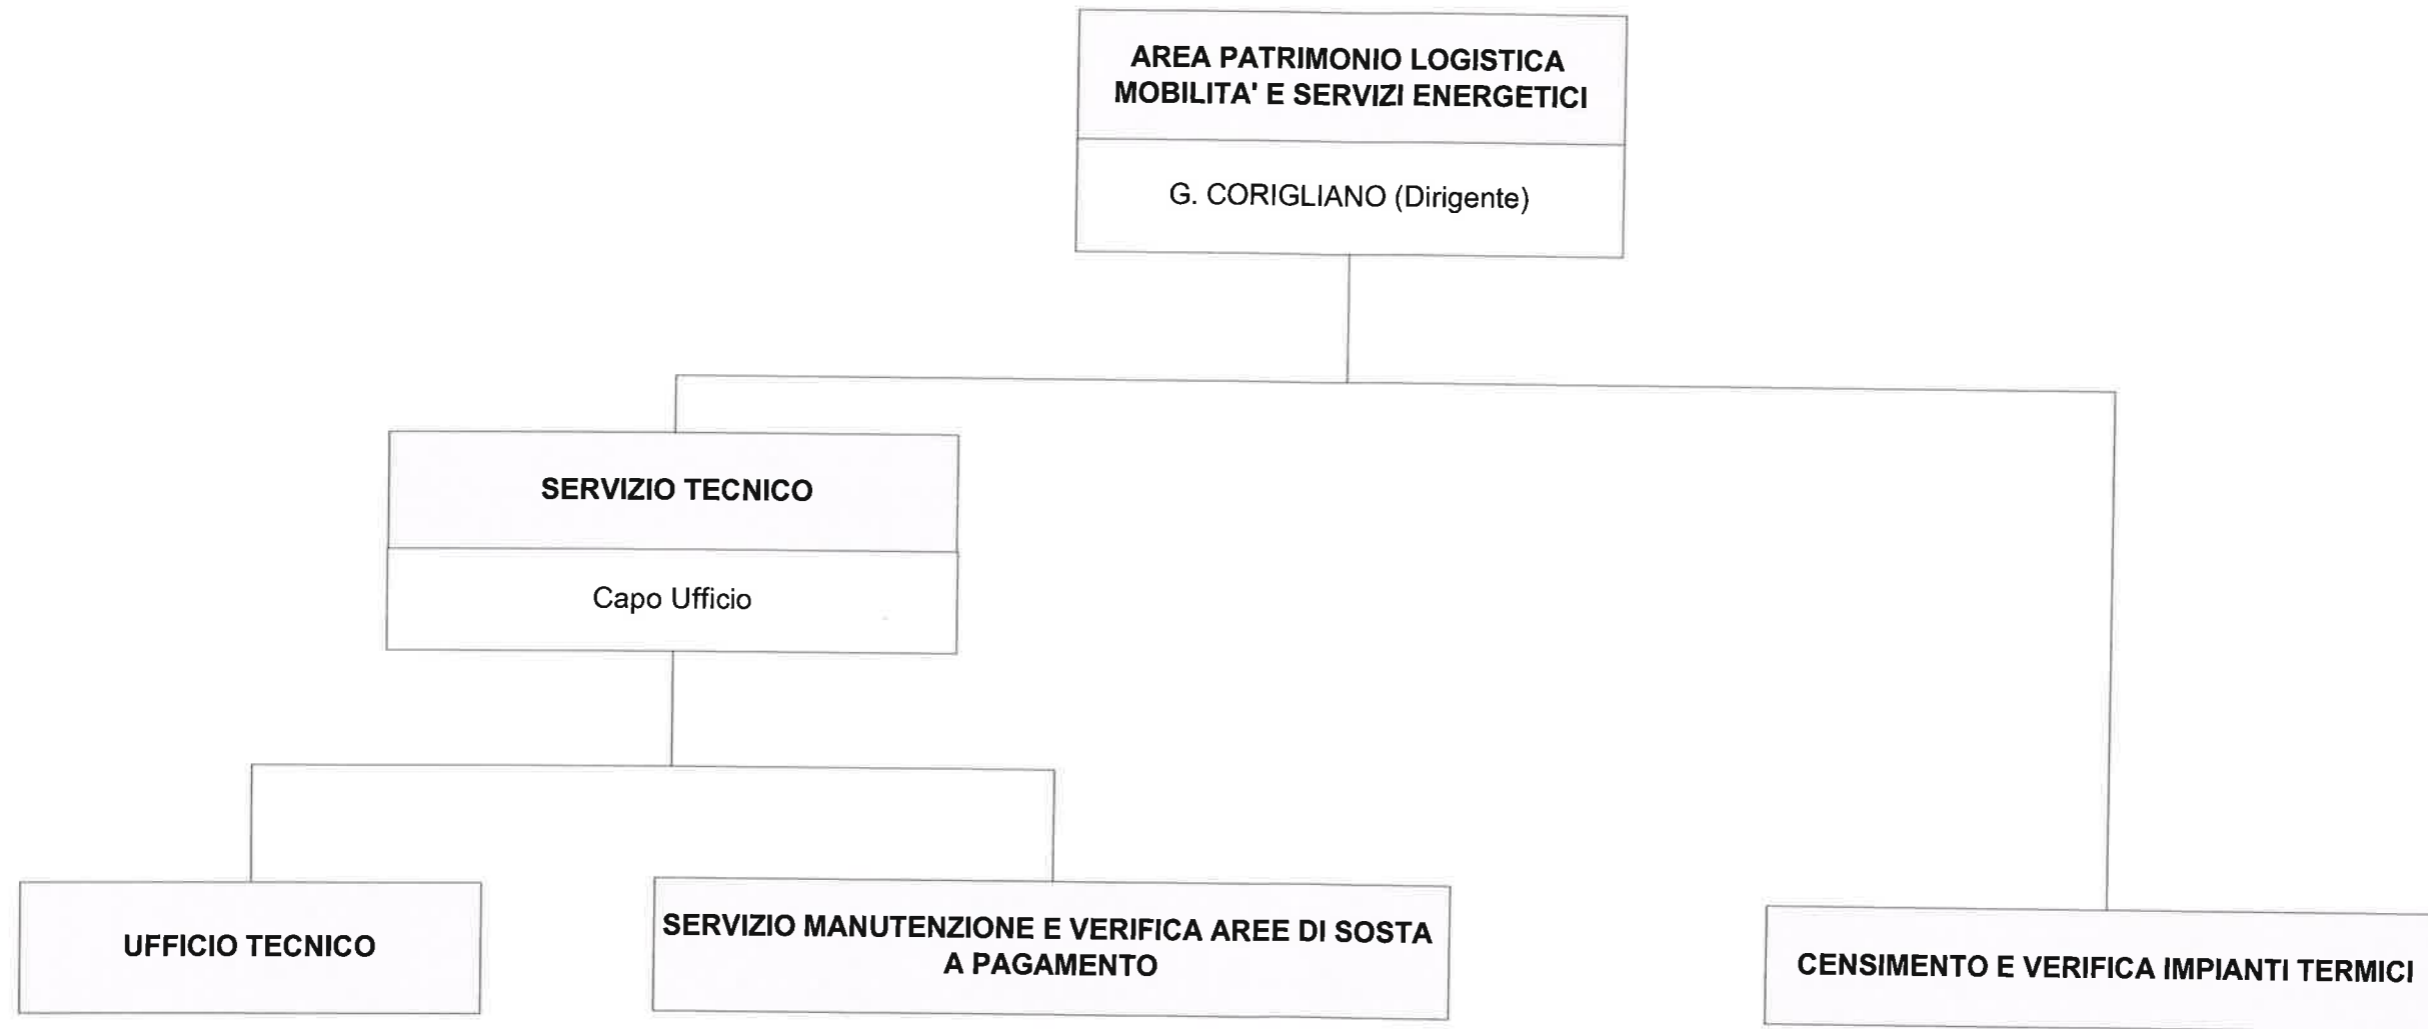 AREA PATRIMONIO LOGISTICA
MOBILITA' E SERVIZI ENERGETICI
G. CORIGLIANO (Dirigente)
SERVIZIO TECNICO
Capo Ufficio
UFFICIO TECNICO
SERVIZIO MANUTENZIONE E VERIFICA AREE DI SOSTA
A PAGAMENTO
CENSIMENTO E VERIFICA IMPIANTI TERMICI